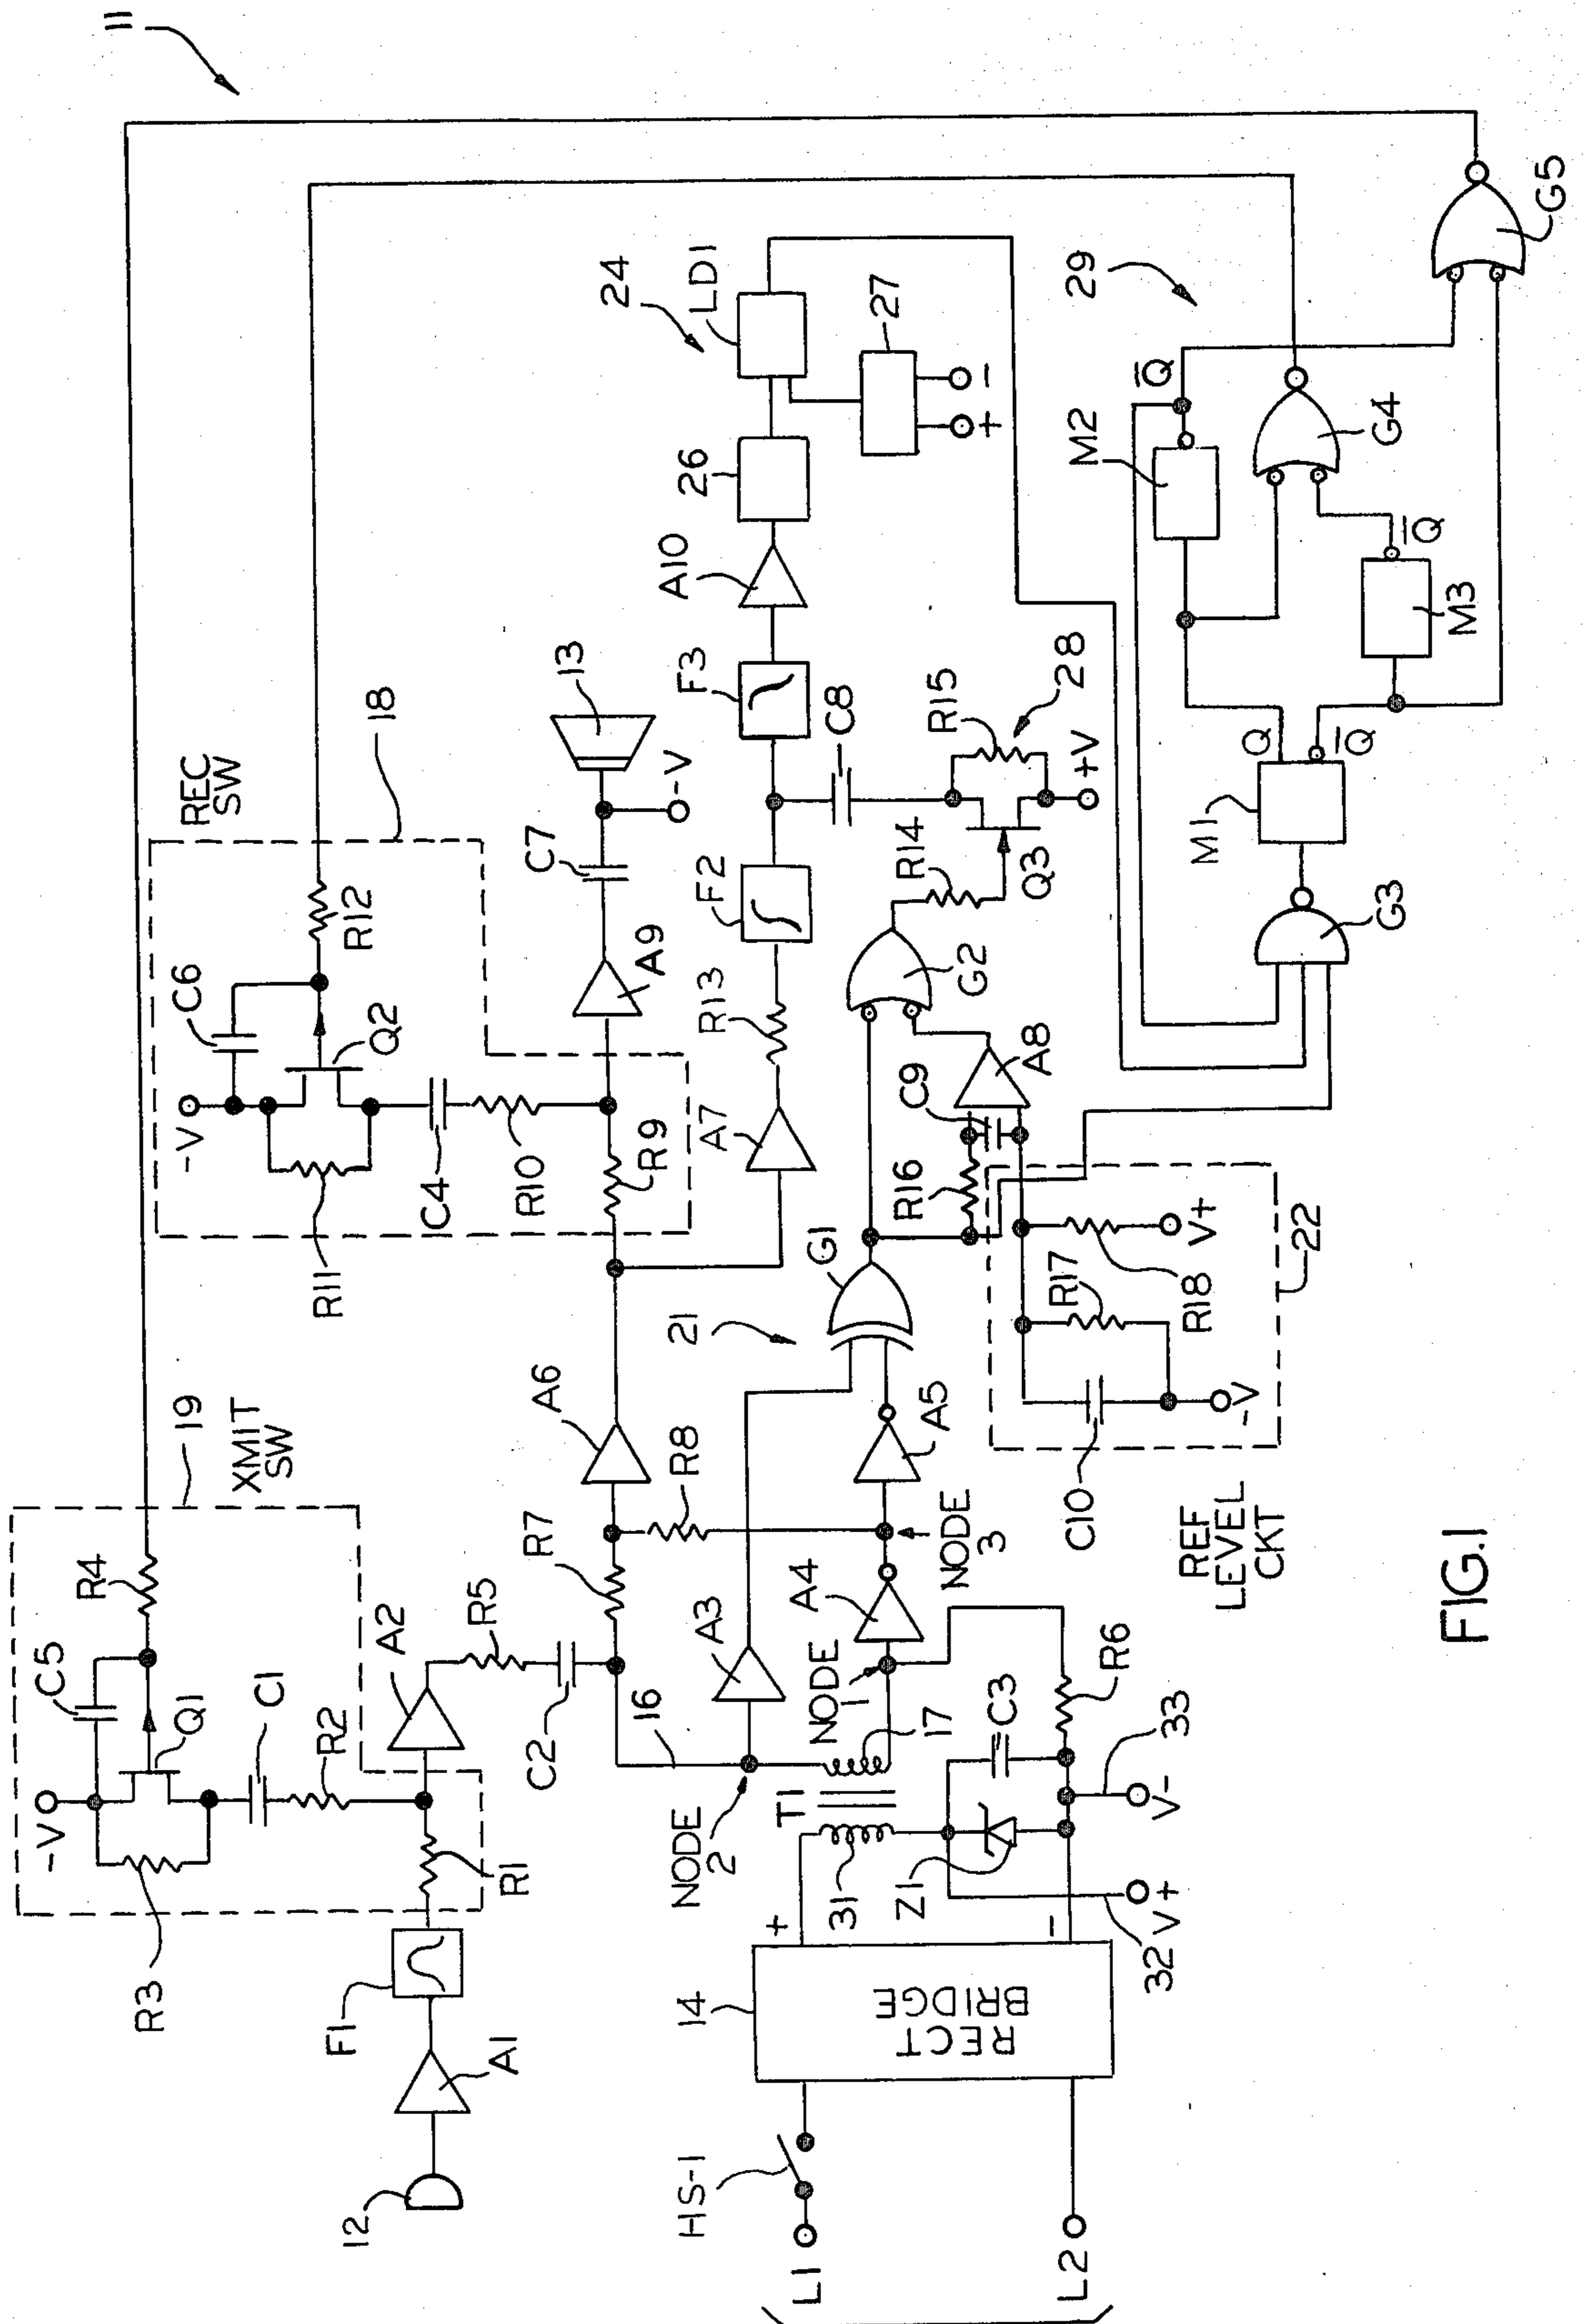 11
-V
C5
R4
19
XMIT
SW
Q1
R3
C1
R2
R1
F1
A1
12
A2
R5
C2
REC
SW
18
-V
C6
Q2
R12
R11
C4
R10
R9
A9
C7
13
-V
16
R7
A6
R8
A3
NODE
2
T1
17
NODE
1
A4
NODE
3
A5
21
G1
A7
R13
F2
F3
A10
26
24
LD1
27
+
-
C8
R15
28
+V
Q3
R14
G2
A8
C9
R16
R17
R18
V+
22
C10
-V
REF
LEVEL
CKT
HS-1
L1
L2
14
RECT
BRIDGE
+
-
31
Z1
C3
R6
32
V+
33
V-
29
M2
Q̅
G4
G5
M3
Q̅
M1
Q
Q̅
G3
FIG.1